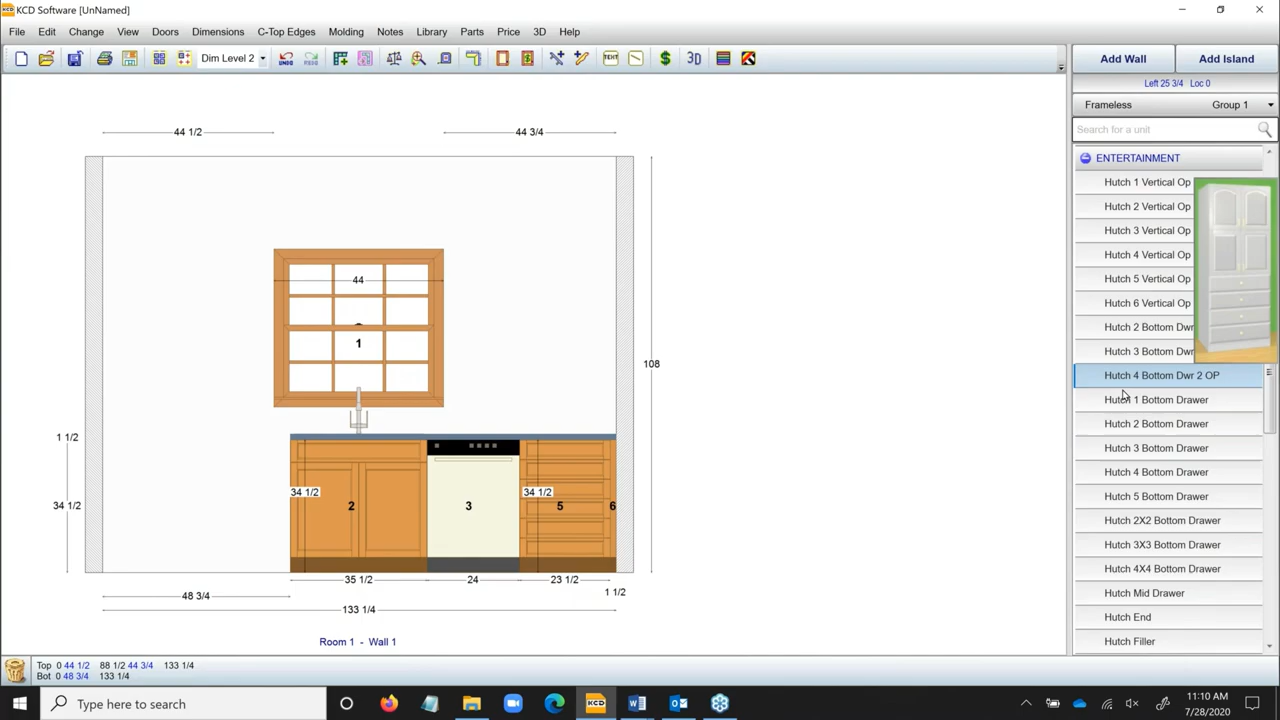 KCD Software [UnNamed]
File Edit Change View Doors Dimensions C-Top Edges Molding Notes Library Parts Price 3D Help
Dim Level 2 UNDO REDO TEXT $ 3D
Add Wall Add Island
Left 25 3/4 Loc 0
Frameless Group 1
Search for a unit
ENTERTAINMENT
Hutch 1 Vertical Op
Hutch 2 Vertical Op
Hutch 3 Vertical Op
Hutch 4 Vertical Op
Hutch 5 Vertical Op
Hutch 6 Vertical Op
Hutch 2 Bottom Dwr
Hutch 3 Bottom Dwr
Hutch 4 Bottom Dwr 2 OP
Hutch 1 Bottom Drawer
Hutch 2 Bottom Drawer
Hutch 3 Bottom Drawer
Hutch 4 Bottom Drawer
Hutch 5 Bottom Drawer
Hutch 2X2 Bottom Drawer
Hutch 3X3 Bottom Drawer
Hutch 4X4 Bottom Drawer
Hutch Mid Drawer
Hutch End
Hutch Filler
44 1/2 44 3/4
44
1
108
1 1/2
34 1/2 34 1/2 34 1/2
2 3 5 6
35 1/2 24 23 1/2
48 3/4 1 1/2
133 1/4
Room 1 - Wall 1
Top 0 44 1/2 88 1/2 44 3/4 133 1/4
Bot 0 48 3/4 133 1/4
Type here to search
KCD
11:10 AM
7/28/2020